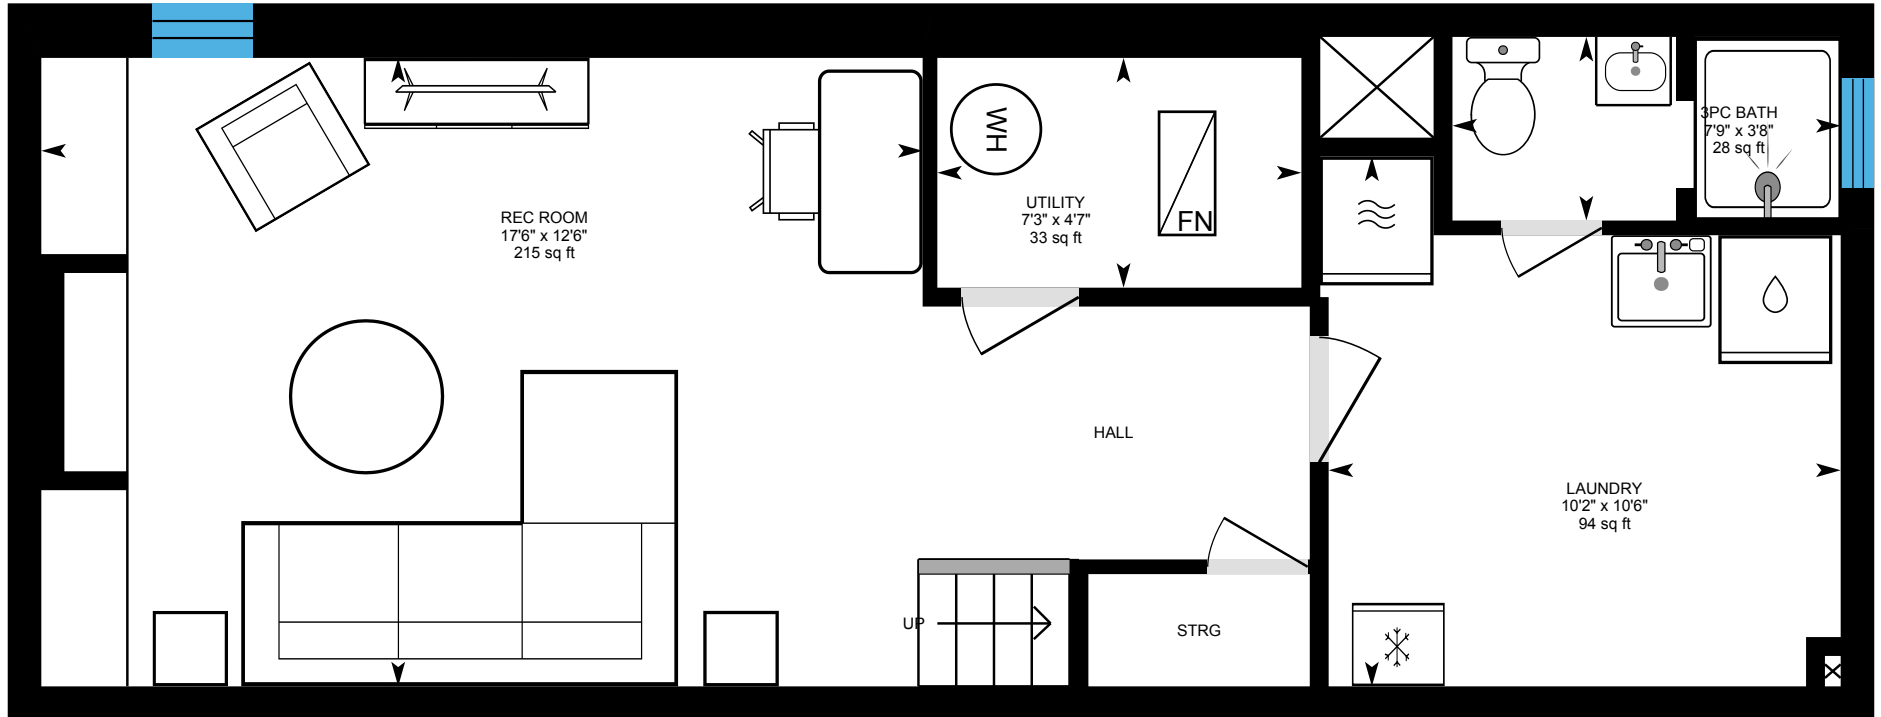 REC ROOM
17'6" x 12'6"
215 sq ft
WH
UTILITY
7'3" x 4'7"
33 sq ft
FN
3PC BATH
7'9" x 3'8"
28 sq ft
HALL
LAUNDRY
10'2" x 10'6"
94 sq ft
UP
STRG